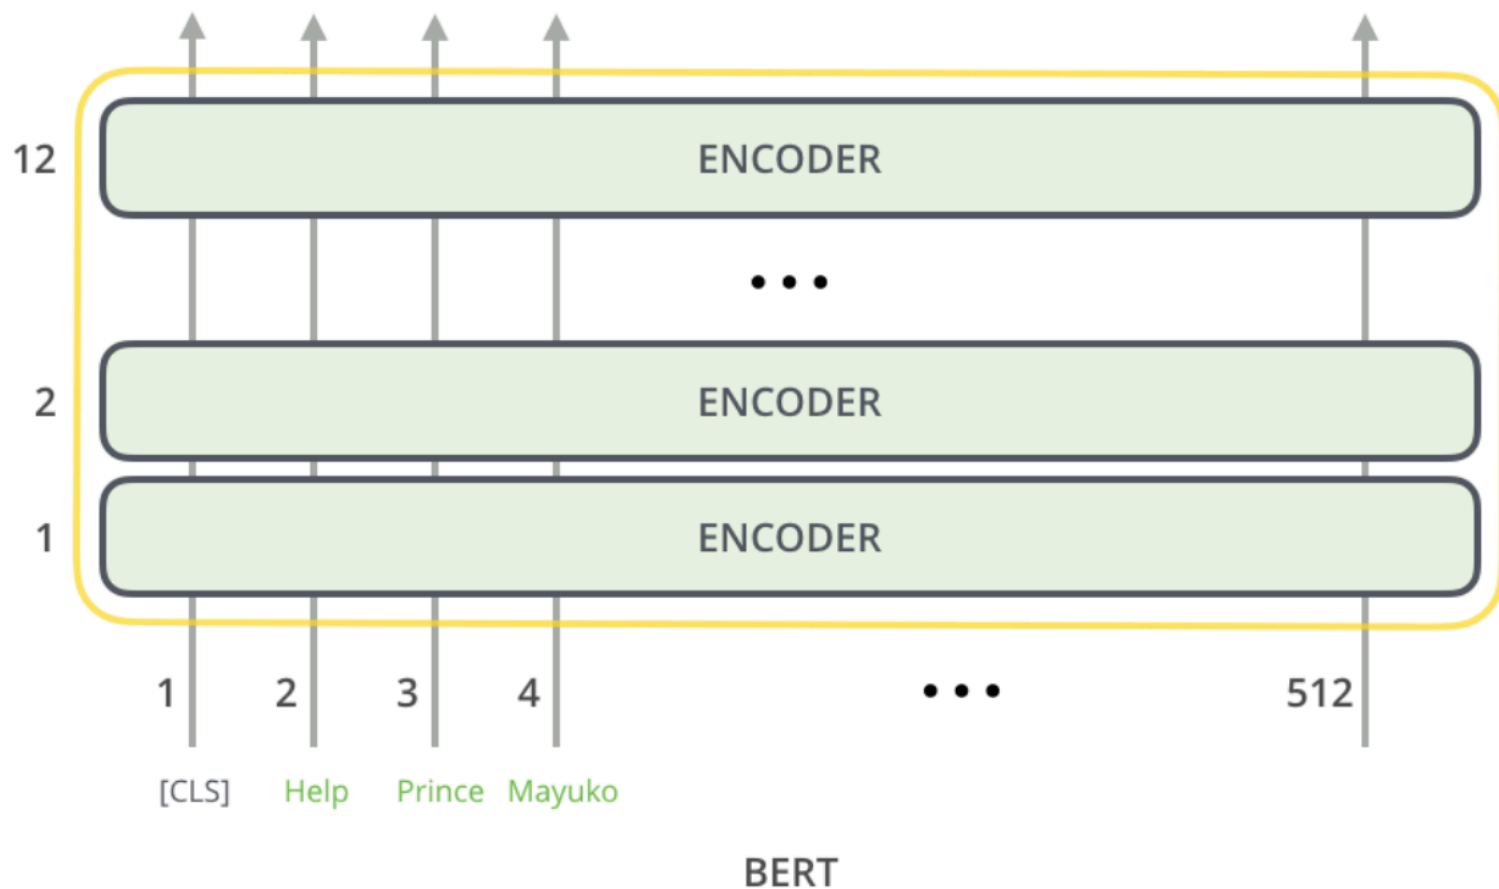 12 ENCODER
...
2 ENCODER
1 ENCODER
1 2 3 4 ... 512
[CLS] Help Prince Mayuko
BERT